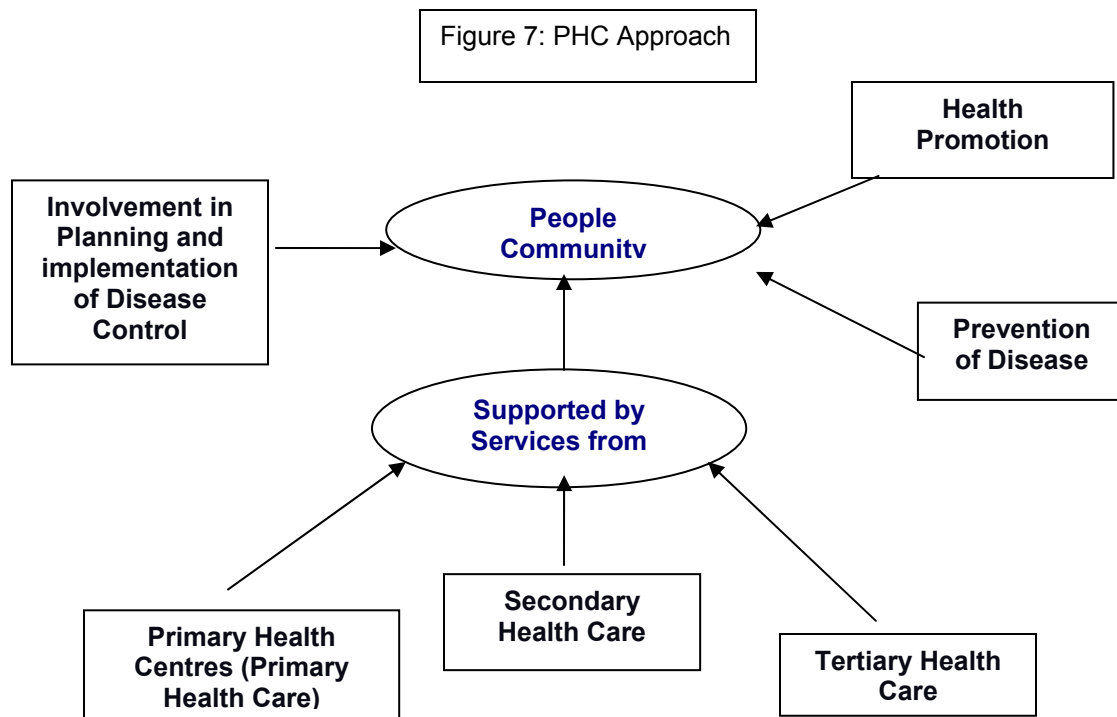 Figure 7: PHC Approach
Health
Promotion
Involvement in
Planning and
implementation
of Disease
Control
People
Community
Prevention
of Disease
Supported by
Services from
Secondary
Health Care
Primary Health
Centres (Primary
Health Care)
Tertiary Health
Care